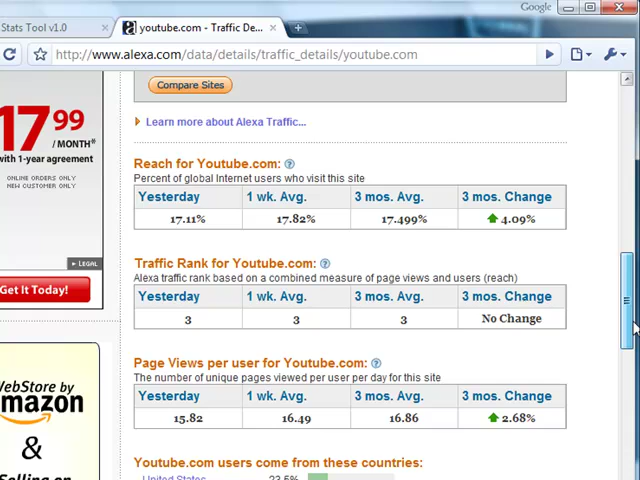 Google
Stats Tool v1.0
youtube.com - Traffic De...
http://www.alexa.com/data/details/traffic_details/youtube.com
Compare Sites
Learn more about Alexa Traffic...
17 99
/MONTH*
with 1-year agreement
ONLINE ORDERS ONLY
NEW CUSTOMER ONLY
LEGAL
Get It Today!
WebStore by
amazon
&
Selling on
Reach for Youtube.com:
Percent of global Internet users who visit this site
Yesterday 1 wk. Avg. 3 mos. Avg. 3 mos. Change
17.11% 17.82% 17.499% 4.09%
Traffic Rank for Youtube.com:
Alexa traffic rank based on a combined measure of page views and users (reach)
Yesterday 1 wk. Avg. 3 mos. Avg. 3 mos. Change
3 3 3 No Change
Page Views per user for Youtube.com:
The number of unique pages viewed per user per day for this site
Yesterday 1 wk. Avg. 3 mos. Avg. 3 mos. Change
15.82 16.49 16.86 2.68%
Youtube.com users come from these countries:
United States 23.5%